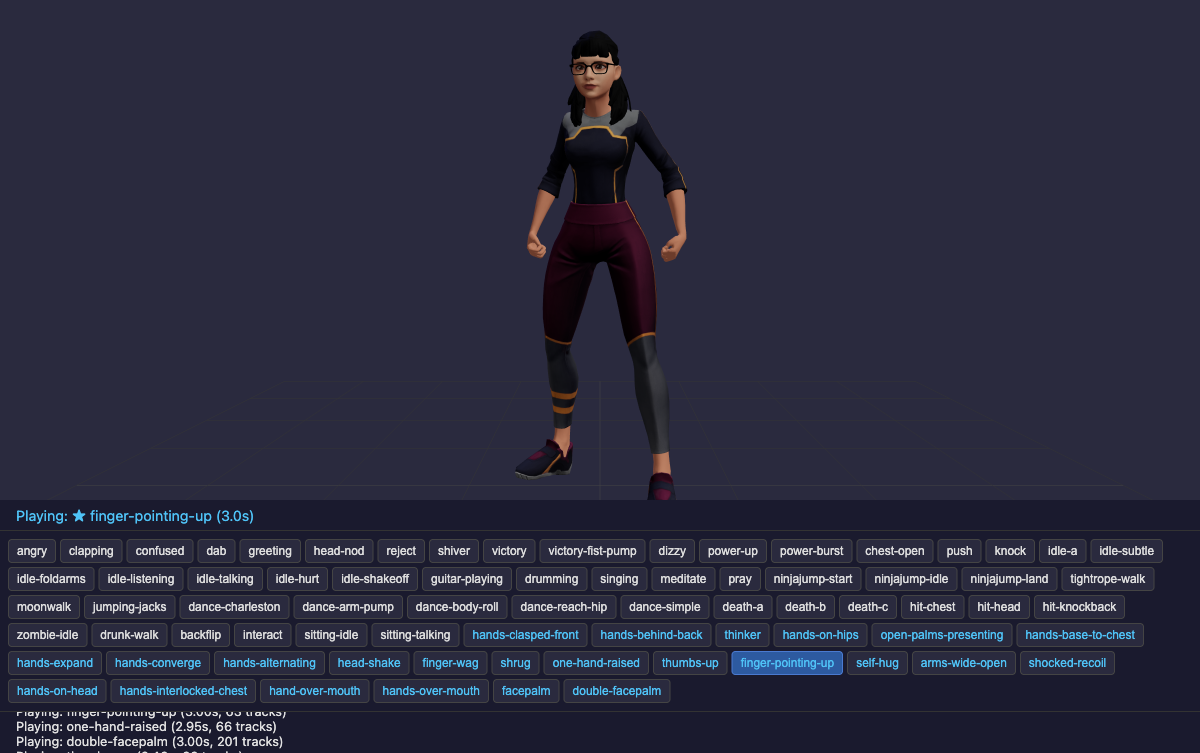 Playing: ★ finger-pointing-up (3.0s)
angry clapping confused dab greeting head-nod reject shiver victory victory-fist-pump dizzy power-up power-burst chest-open push knock idle-a idle-subtle
idle-foldarms idle-listening idle-talking idle-hurt idle-shakeoff guitar-playing drumming singing meditate pray ninjajump-start ninjajump-idle ninjajump-land tightrope-walk
moonwalk jumping-jacks dance-charleston dance-arm-pump dance-body-roll dance-reach-hip dance-simple death-a death-b death-c hit-chest hit-head hit-knockback
zombie-idle drunk-walk backflip interact sitting-idle sitting-talking hands-clasped-front hands-behind-back thinker hands-on-hips open-palms-presenting hands-base-to-chest
hands-expand hands-converge hands-alternating head-shake finger-wag shrug one-hand-raised thumbs-up finger-pointing-up self-hug arms-wide-open shocked-recoil
hands-on-head hands-interlocked-chest hand-over-mouth hands-over-mouth facepalm double-facepalm
Playing: finger-pointing-up (3.00s, 63 tracks)
Playing: one-hand-raised (2.95s, 66 tracks)
Playing: double-facepalm (3.00s, 201 tracks)